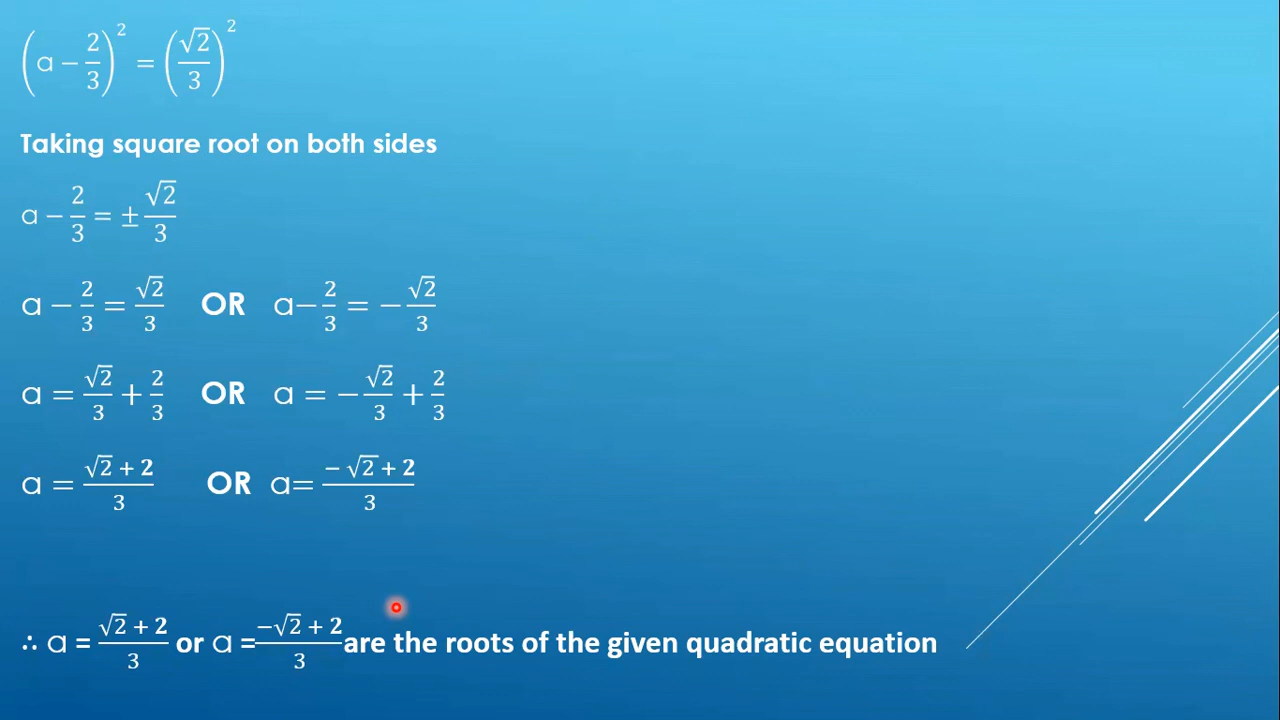 (a − 2/3)² = (√2/3)²
Taking square root on both sides
a − 2/3 = ± √2/3
a − 2/3 = √2/3 OR a− 2/3 = − √2/3
a = √2/3 + 2/3 OR a = − √2/3 + 2/3
a = (√2 + 2)/3 OR a= (− √2 + 2)/3
∴ a = (√2 + 2)/3 or a = (−√2 + 2)/3 are the roots of the given quadratic equation